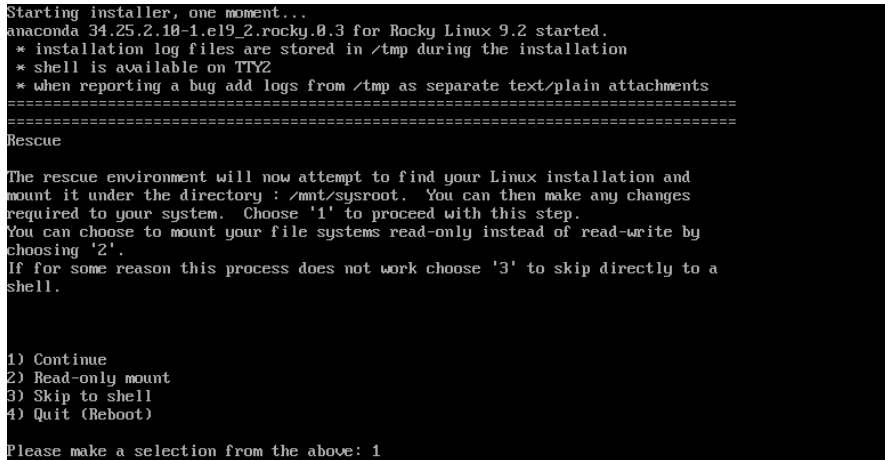 Starting installer, one moment...
anaconda 34.25.2.10-1.el9_2.rocky.0.3 for Rocky Linux 9.2 started.
 * installation log files are stored in /tmp during the installation
 * shell is available on TTY2
 * when reporting a bug add logs from /tmp as separate text/plain attachments
================================================================================
================================================================================
Rescue

The rescue environment will now attempt to find your Linux installation and
mount it under the directory : /mnt/sysroot.  You can then make any changes
required to your system.  Choose '1' to proceed with this step.
You can choose to mount your file systems read-only instead of read-write by
choosing '2'.
If for some reason this process does not work choose '3' to skip directly to a
shell.

1) Continue
2) Read-only mount
3) Skip to shell
4) Quit (Reboot)

Please make a selection from the above: 1